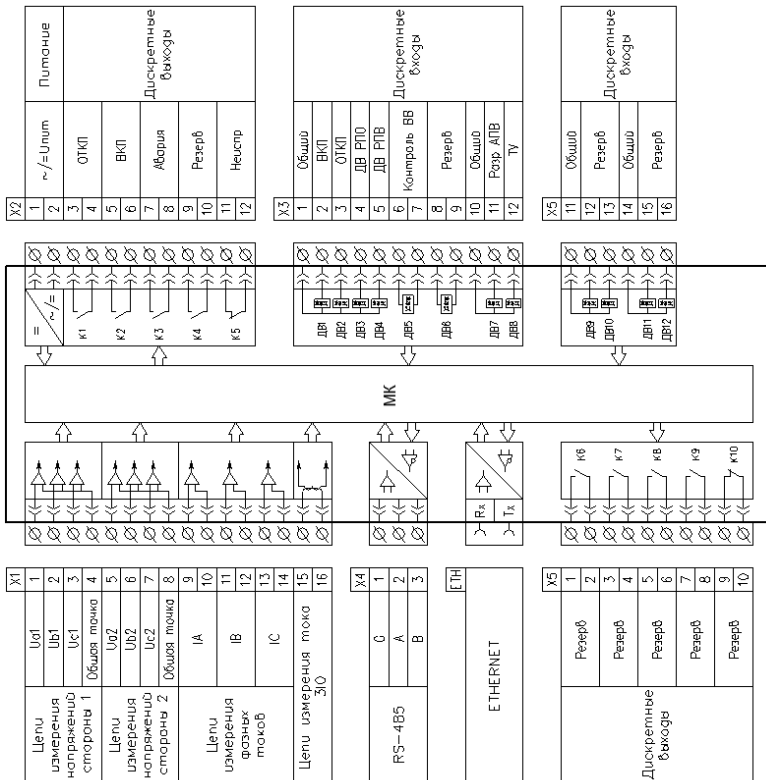 X2
1
2
3
4
5
6
7
8
9
10
11
12
~/=Uпит
ОТКЛ
ВКЛ
Авария
Резерв
Неиспр
Питание
Дискретные
выходы
X3
1
2
3
4
5
6
7
8
9
10
11
12
Общий
ВКЛ
ОТКЛ
ДВ РПО
ДВ РПВ
Контроль ВВ
Резерв
Общий
Разр АПВ
TV
Дискретные
входы
X5
11
12
13
14
15
16
Общий
Резерв
Общий
Резерв
Дискретные
входы
=
~/=
К1
К2
К3
К4
К5
ДВ1
ДВ2
ДВ3
ДВ4
ДВ5
ДВ6
ДВ7
ДВ8
ДВ9
ДВ10
ДВ11
ДВ12
МК
Rx
Tx
К6
К7
К8
К9
К10
X1
1
2
3
4
5
6
7
8
9
10
11
12
13
14
15
16
Ua1
Ub1
Uc1
Общая точка
Ua2
Ub2
Uc2
Общая точка
IA
IB
IC
Цепи
измерения
напряжений
стороны 1
Цепи
измерения
напряжений
стороны 2
Цепи
измерения
фазных
токов
Цепи измерения тока
3I0
X4
1
2
3
G
A
B
RS-485
ETH
ETHERNET
X5
1
2
3
4
5
6
7
8
9
10
Резерв
Резерв
Резерв
Резерв
Резерв
Дискретные
выходы